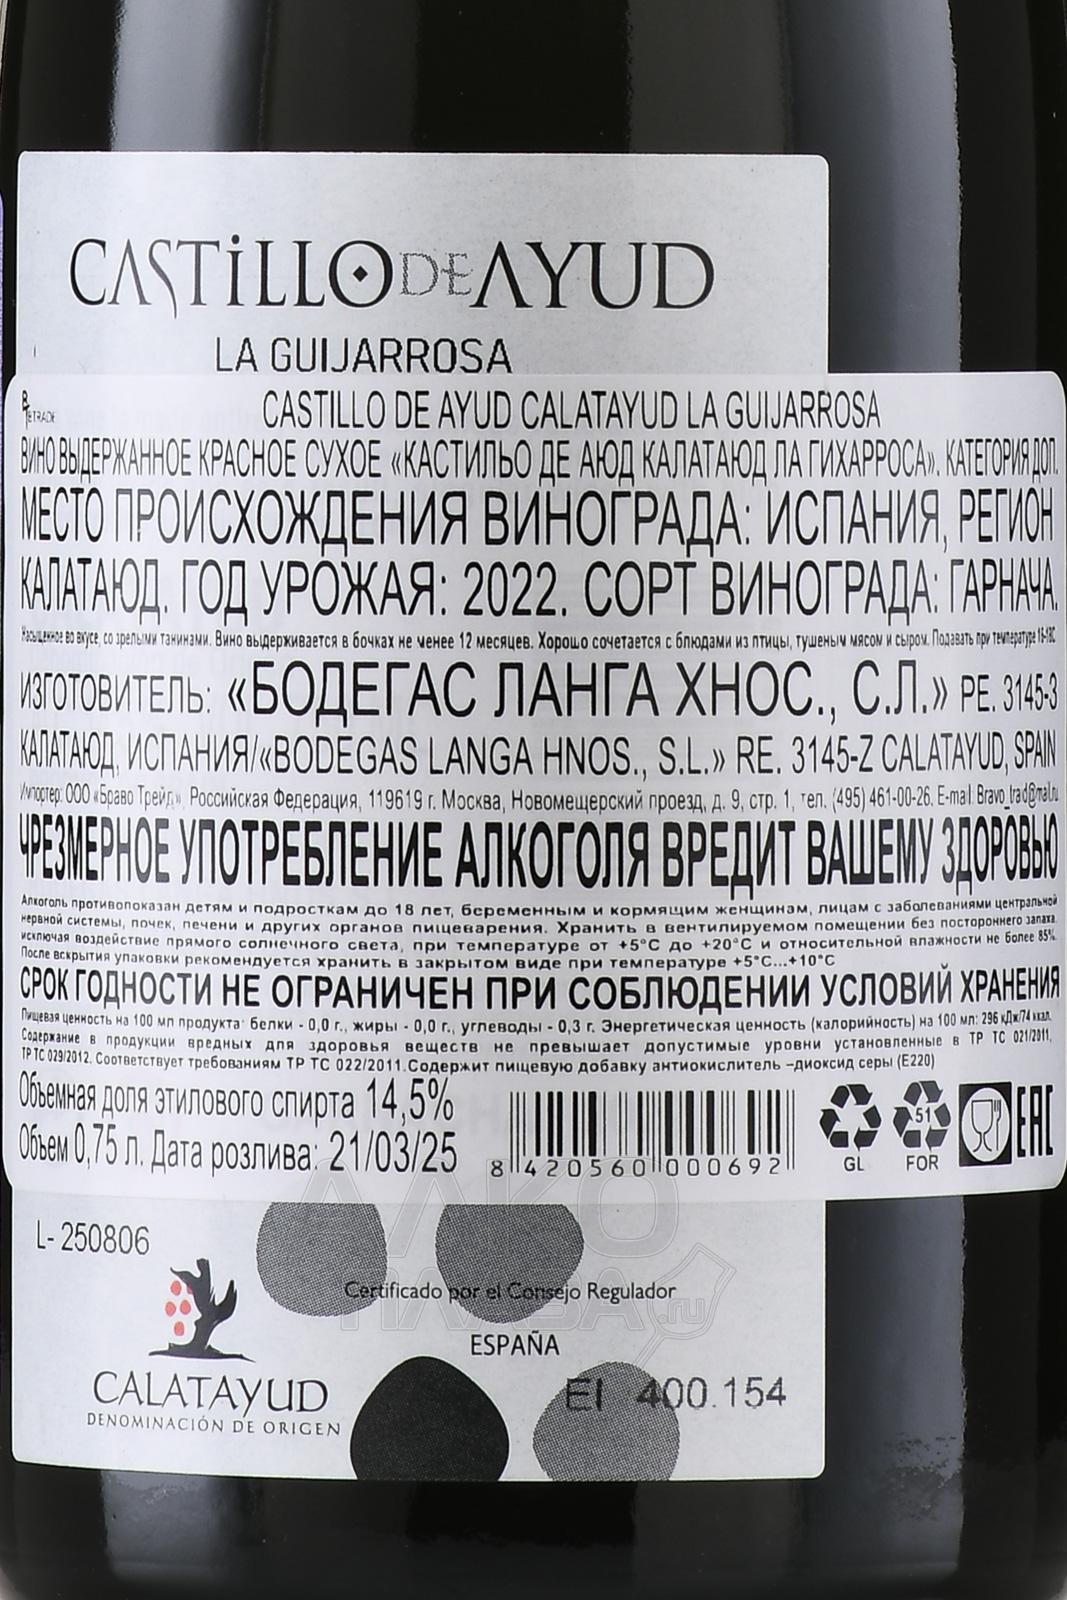 CASTiLLO DE AYUD
LA GUIJARROSA
CASTILLO DE AYUD CALATAYUD LA GUIJARROSA
ВИНО ВЫДЕРЖАННОЕ КРАСНОЕ СУХОЕ «КАСТИЛЬО ДЕ АЮД КАЛАТАЮД ЛА ГИХАРРОСА». КАТЕГОРИЯ ДОП.
МЕСТО ПРОИСХОЖДЕНИЯ ВИНОГРАДА: ИСПАНИЯ, РЕГИОН
КАЛАТАЮД. ГОД УРОЖАЯ: 2022. СОРТ ВИНОГРАДА: ГАРНАЧА.
Насыщенное во вкусе, со зрелыми танинами. Вино выдерживается в бочках не менее 12 месяцев. Хорошо сочетается с блюдами из птицы, тушеным мясом и сыром. Подавать при температуре 16-18С
ИЗГОТОВИТЕЛЬ: «БОДЕГАС ЛАНГА ХНОС., С.Л.» РЕ. 3145-З
КАЛАТАЮД, ИСПАНИЯ/«BODEGAS LANGA HNOS., S.L.» RE. 3145-Z CALATAYUD, SPAIN
Импортер: ООО «Браво Трейд», Российская Федерация, 119619 г. Москва, Новомещерский проезд, д. 9, стр. 1, тел. (495) 461-00-26, E-mail: Bravo_trad@mail.ru
ЧРЕЗМЕРНОЕ УПОТРЕБЛЕНИЕ АЛКОГОЛЯ ВРЕДИТ ВАШЕМУ ЗДОРОВЬЮ
Алкоголь противопоказан детям и подросткам до 18 лет, беременным и кормящим женщинам, лицам с заболеваниями центральной
нервной системы, почек, печени и других органов пищеварения. Хранить в вентилируемом помещении без постороннего запаха,
исключая воздействие прямого солнечного света, при температуре от +5°С до +20°С и относительной влажности не более 85%.
После вскрытия упаковки рекомендуется хранить в закрытом виде при температуре +5°С...+10°С
СРОК ГОДНОСТИ НЕ ОГРАНИЧЕН ПРИ СОБЛЮДЕНИИ УСЛОВИЙ ХРАНЕНИЯ
Пищевая ценность на 100 мл продукта: белки - 0,0 г., жиры - 0,0 г., углеводы - 0,3 г. Энергетическая ценность (калорийность) на 100 мл: 296 кДж/74 ккал.
Содержание в продукции вредных для здоровья веществ не превышает допустимые уровни установленные в ТР ТС 021/2011,
ТР ТС 029/2012. Соответствует требованиям ТР ТС 022/2011.Содержит пищевую добавку антиокислитель –диоксид серы (Е220)
Объемная доля этилового спирта 14,5%
Объем 0,75 л. Дата розлива: 21/03/25
8 420560 000692
GL
51
FOR
EAC
L- 250806
Certificado por el Consejo Regulador
ESPAÑA
CALATAYUD
DENOMINACIÓN DE ORIGEN
EI 400.154
АЛКО
ПЛАЗА.ru